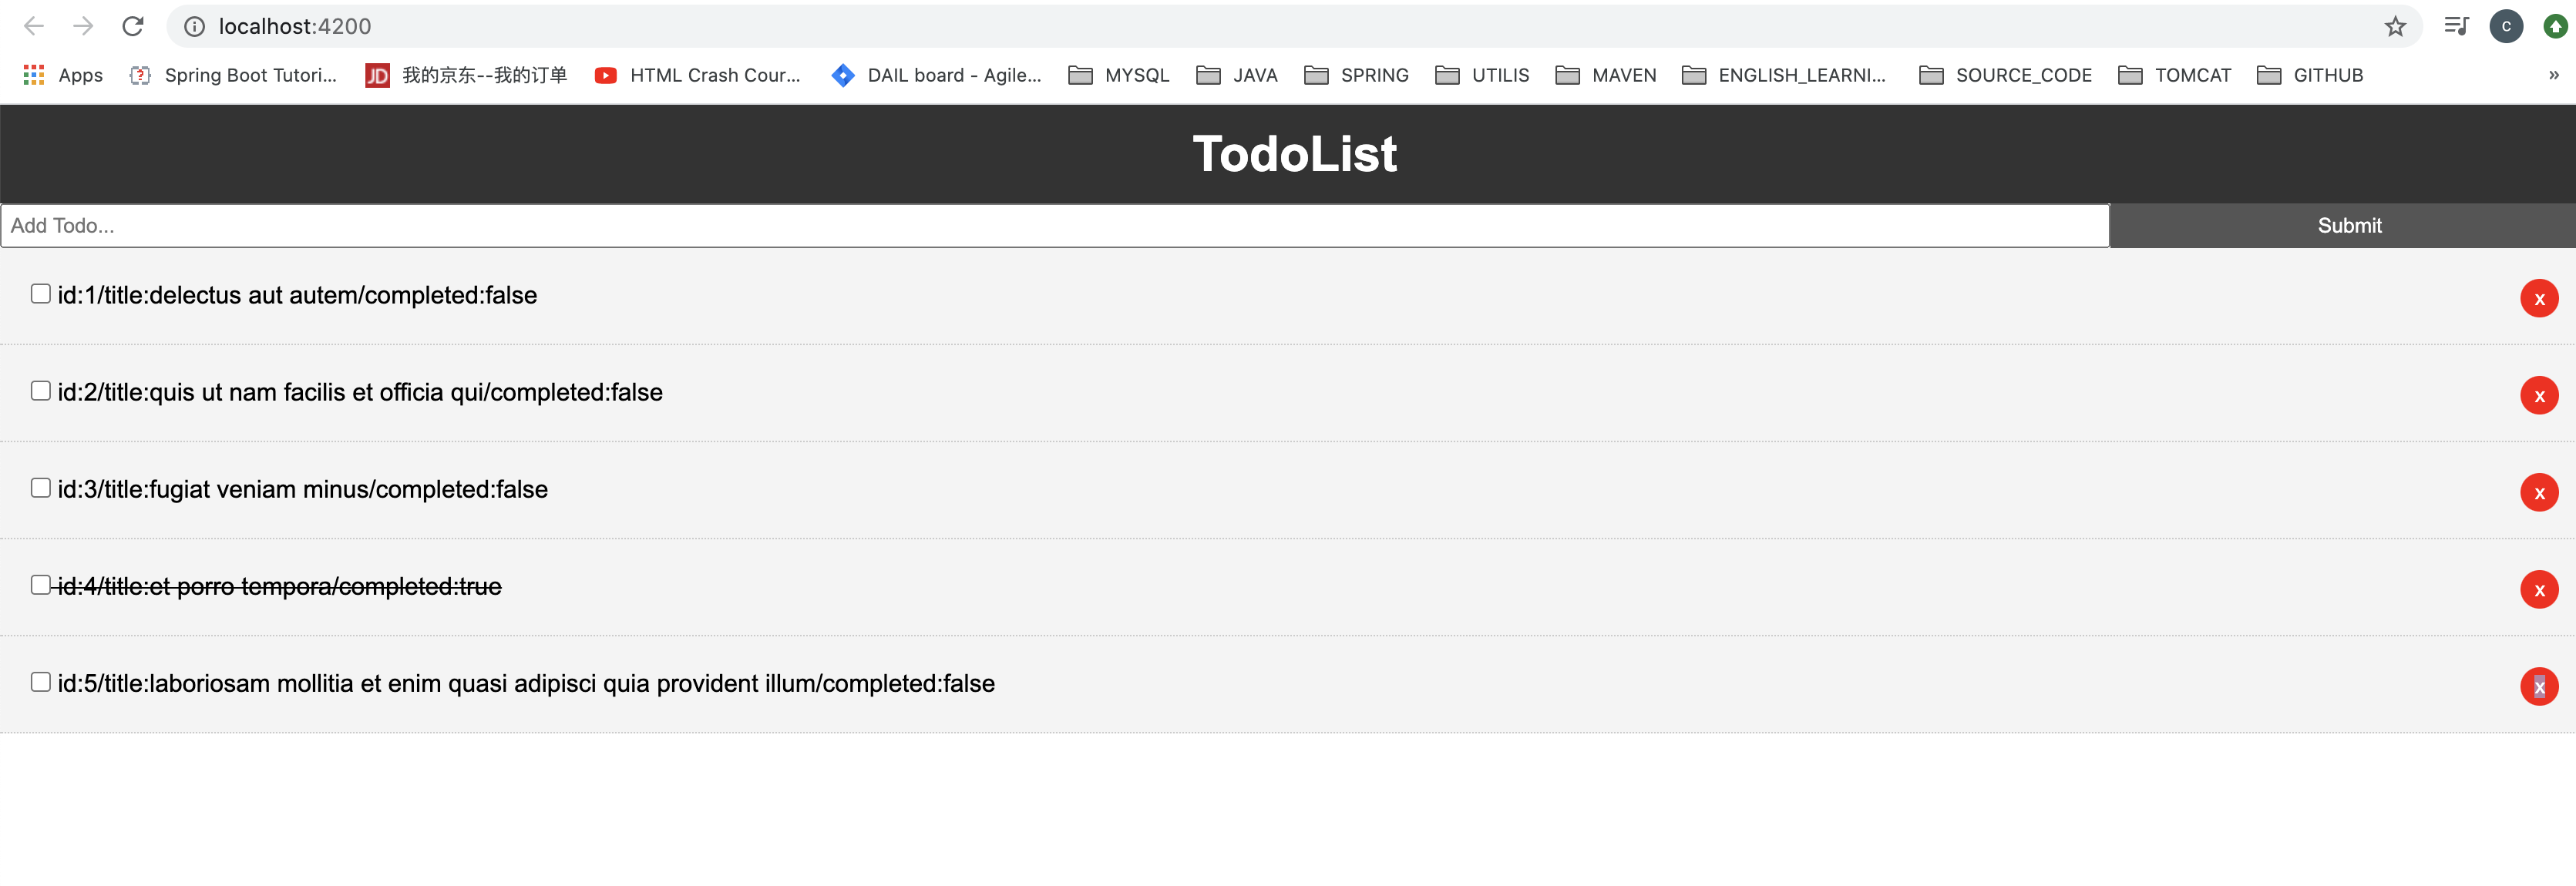 localhost:4200
C
Apps Spring Boot Tutori... JD 我的京东--我的订单 HTML Crash Cour... DAIL board - Agile... MYSQL JAVA SPRING UTILIS MAVEN ENGLISH_LEARNI... SOURCE_CODE TOMCAT GITHUB »
TodoList
Add Todo... Submit
id:1/title:delectus aut autem/completed:false x
id:2/title:quis ut nam facilis et officia qui/completed:false x
id:3/title:fugiat veniam minus/completed:false x
id:4/title:et porro tempora/completed:true x
id:5/title:laboriosam mollitia et enim quasi adipisci quia provident illum/completed:false x